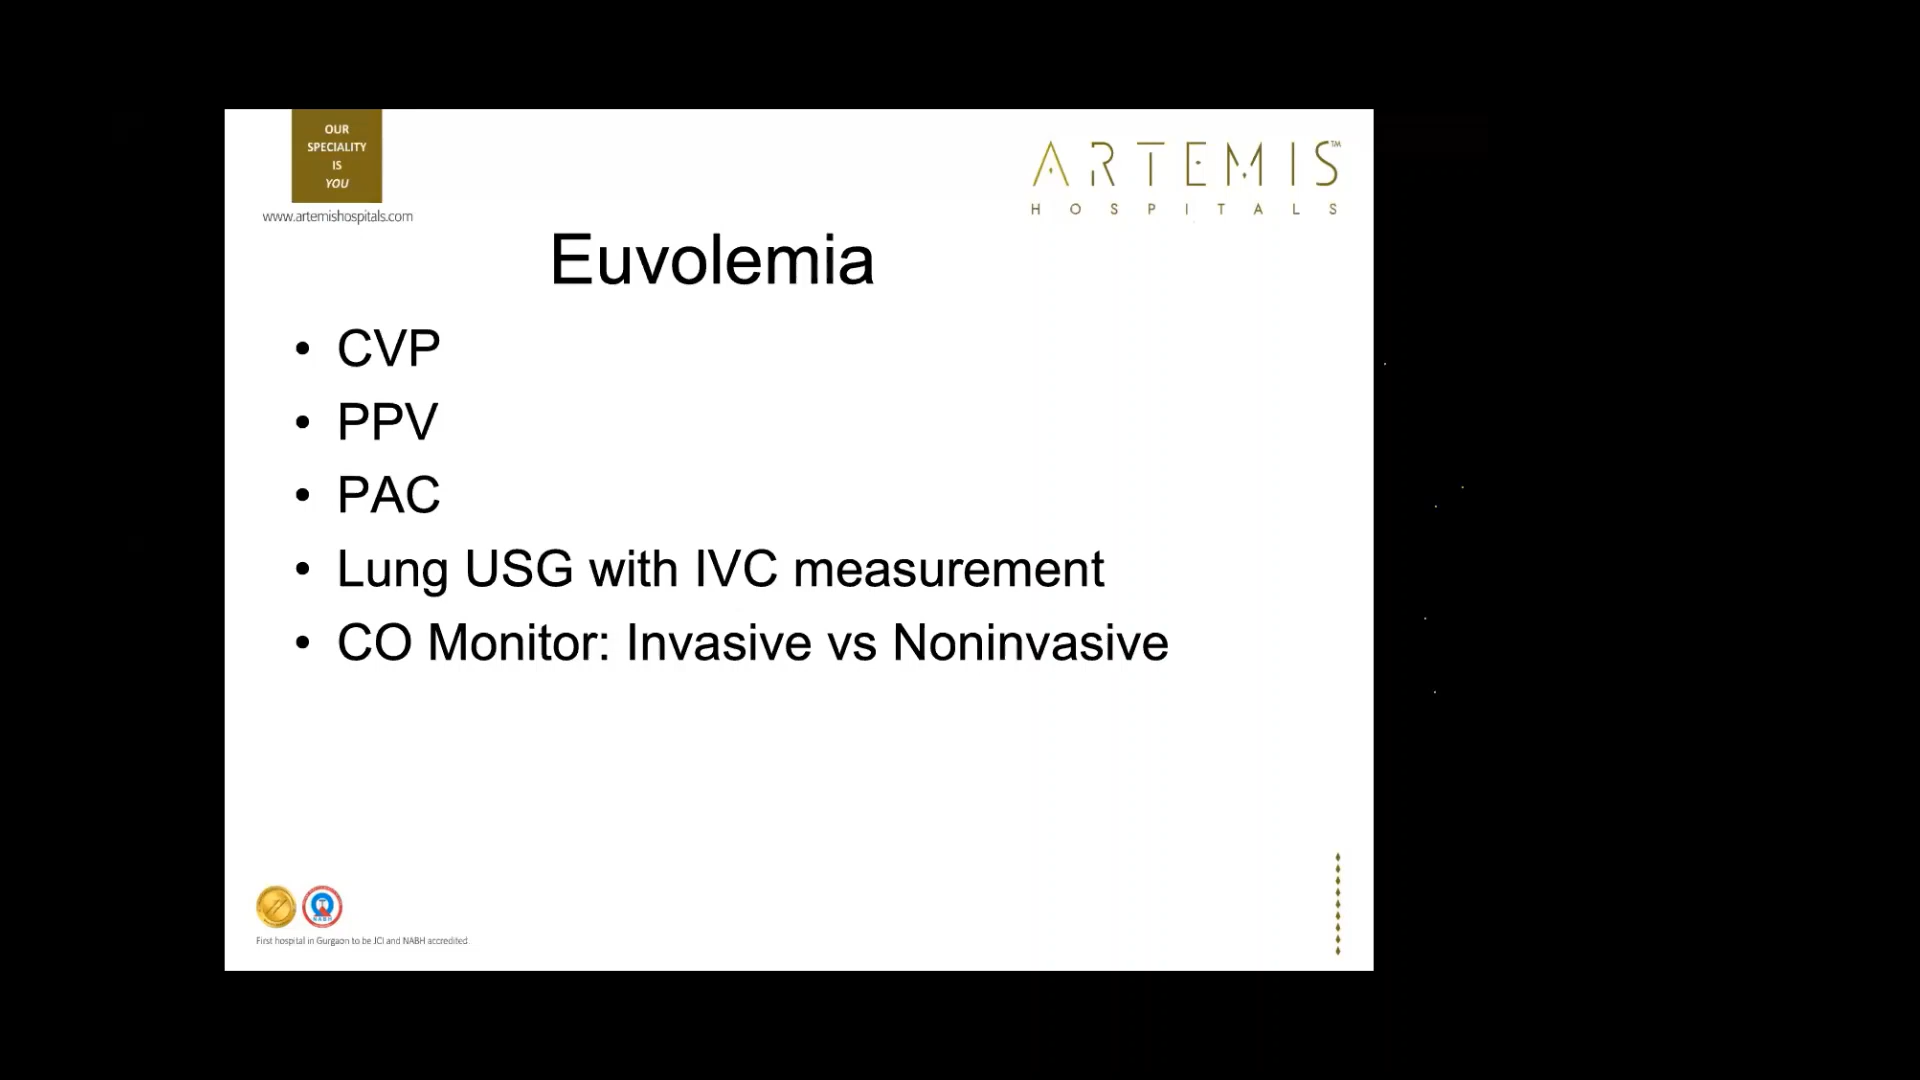 OUR
SPECIALITY
IS
YOU
www.artemishospitals.com
ARTEMIS™
HOSPITALS
Euvolemia
• CVP
• PPV
• PAC
• Lung USG with IVC measurement
• CO Monitor: Invasive vs Noninvasive
First hospital in Gurgaon to be JCI and NABH accredited.